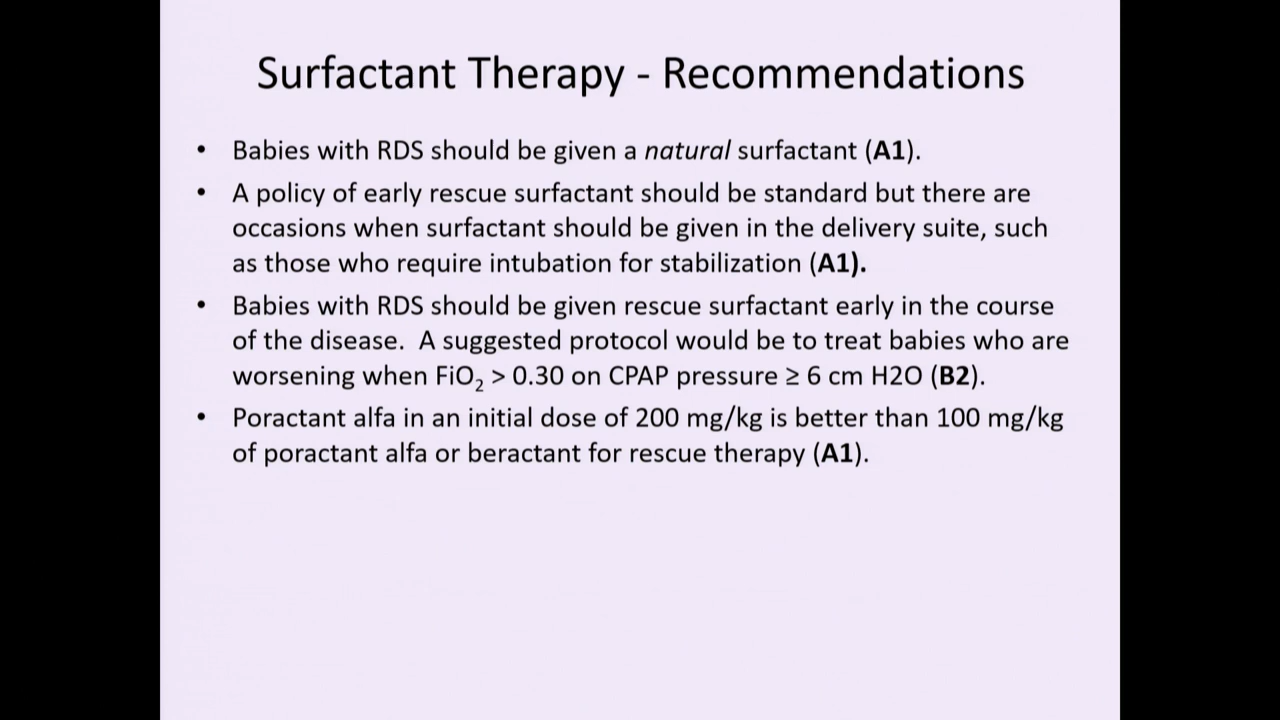 Surfactant Therapy - Recommendations
• Babies with RDS should be given a natural surfactant (A1).
• A policy of early rescue surfactant should be standard but there are
occasions when surfactant should be given in the delivery suite, such
as those who require intubation for stabilization (A1).
• Babies with RDS should be given rescue surfactant early in the course
of the disease.  A suggested protocol would be to treat babies who are
worsening when FiO₂ > 0.30 on CPAP pressure ≥ 6 cm H2O (B2).
• Poractant alfa in an initial dose of 200 mg/kg is better than 100 mg/kg
of poractant alfa or beractant for rescue therapy (A1).